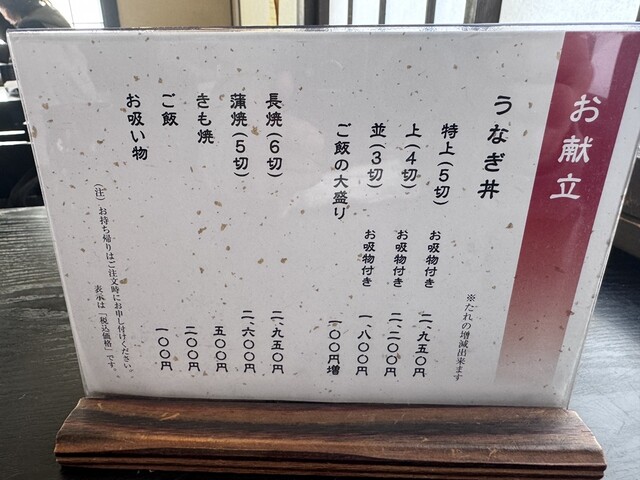 お献立
うなぎ丼
※たれの増減出来ます
特上(5切) お吸物付き 二、九五〇円
上(4切) お吸物付き 二、二〇〇円
並(3切) お吸物付き 一、八〇〇円
ご飯の大盛り 一〇〇円増
長焼(6切) 二、九五〇円
蒲焼(5切) 二、六〇〇円
きも焼 五〇〇円
ご飯 二〇〇円
お吸い物 一〇〇円
(注)お持ち帰りはご注文時にお申し付けください
表示は「税込価格」です。